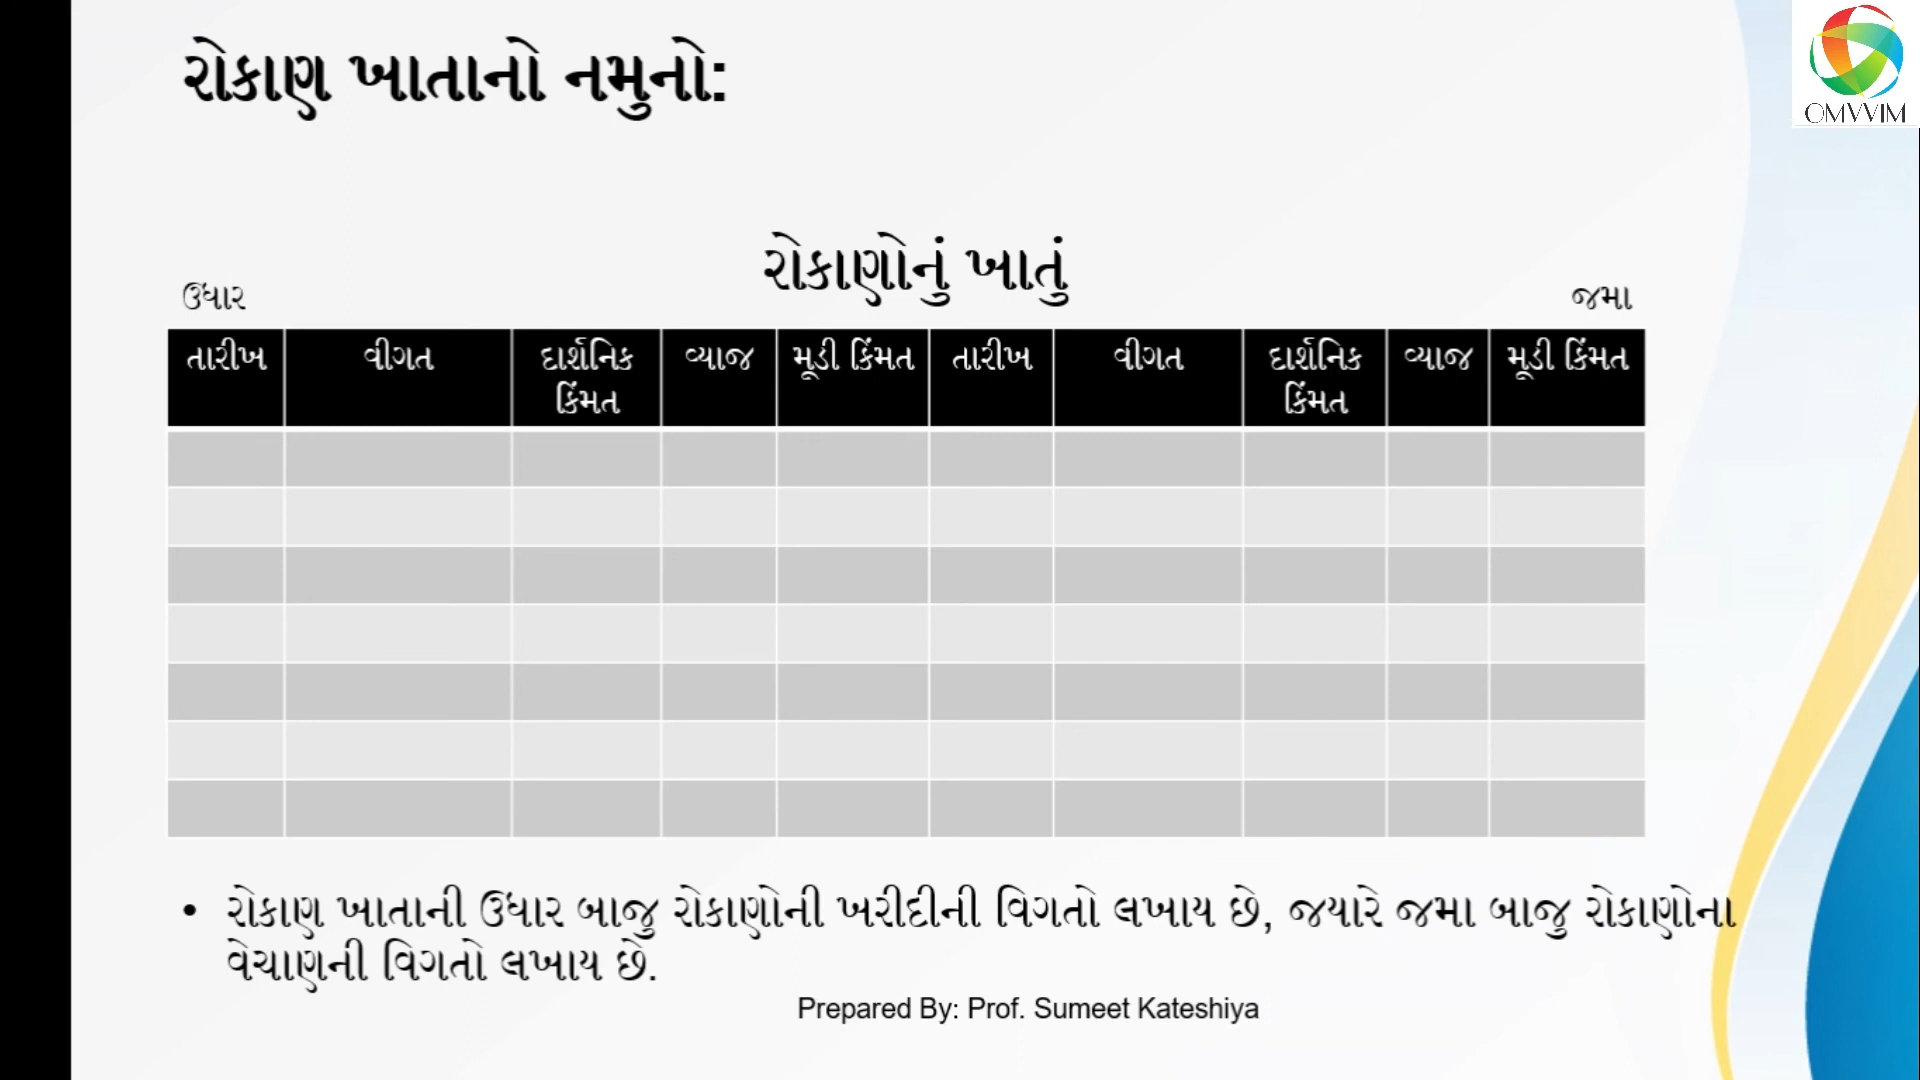 રોકાણ ખાતાનો નમુનો:
OMVVIM
રોકાણોનું ખાતું
ઉધાર જમા
તારીખ વીગત દાર્શનિક કિંમત વ્યાજ મૂડી કિંમત તારીખ વીગત દાર્શનિક કિંમત વ્યાજ મૂડી કિંમત
• રોકાણ ખાતાની ઉધાર બાજુ રોકાણોની ખરીદીની વિગતો લખાય છે, જયારે જમા બાજુ રોકાણોના
વેચાણની વિગતો લખાય છે.
Prepared By: Prof. Sumeet Kateshiya